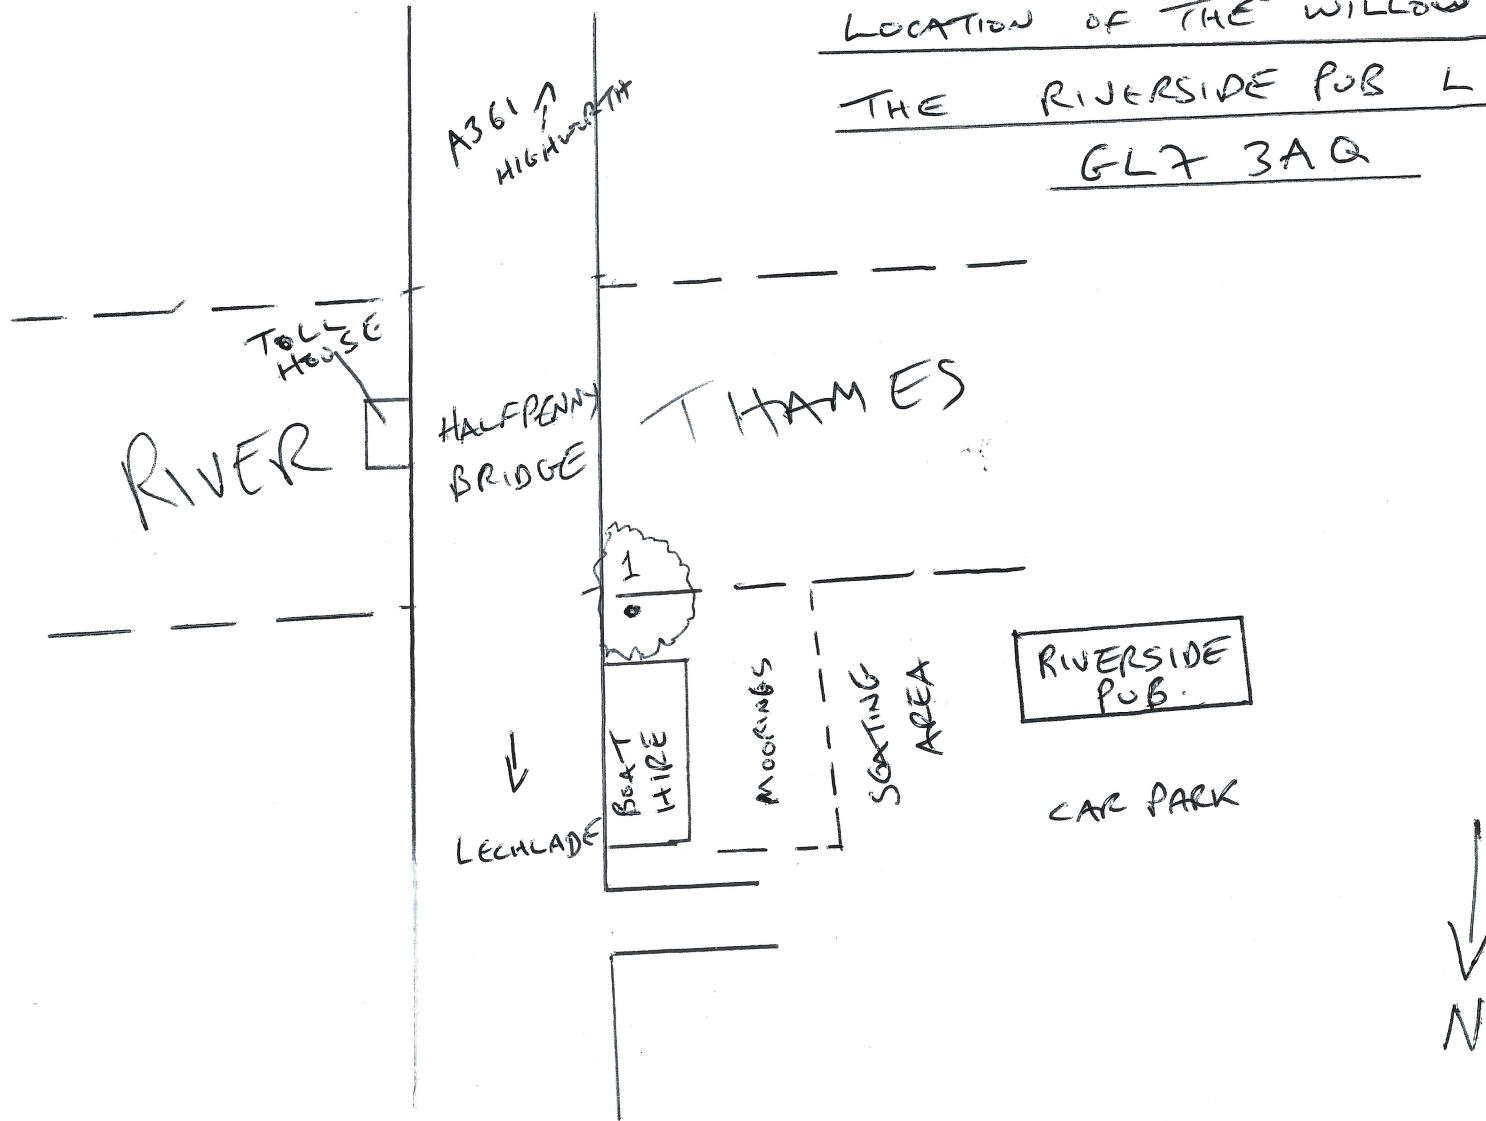 LOCATION OF THE WILLOW
THE RIVERSIDE PUB L
GL7 3AQ
A361
HIGHWORTH
TOLL
HOUSE
RIVER
HALFPENNY
BRIDGE
THAMES
1
BOAT
HIRE
MOORINGS
SEATING
AREA
RIVERSIDE
PUB.
CAR PARK
LECHLADE
N